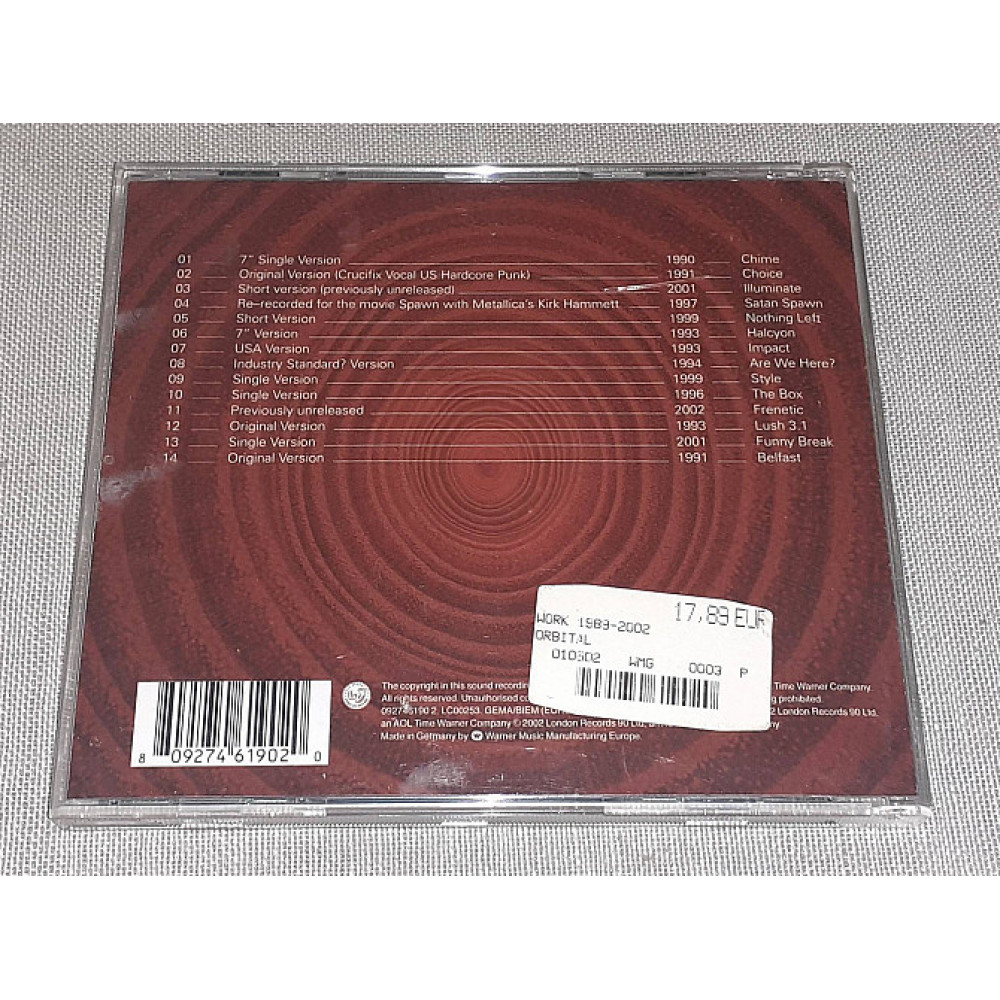 01 7" Single Version 1990 Chime
02 Original Version (Crucifix Vocal US Hardcore Punk) 1991 Choice
03 Short version (previously unreleased) 2001 Illuminate
04 Re-recorded for the movie Spawn with Metallica's Kirk Hammett 1997 Satan Spawn
05 Short Version 1999 Nothing Left
06 7" Version 1993 Halcyon
07 USA Version 1993 Impact
08 Industry Standard? Version 1994 Are We Here?
09 Single Version 1999 Style
10 Single Version 1996 The Box
11 Previously unreleased 2002 Frenetic
12 Original Version 1993 Lush 3.1
13 Single Version 2001 Funny Break
14 Original Version 1991 Belfast
17,89 EUR
WORK 1989-2002
ORBITAL
010602 WMG 0003 P
The copyright in this sound recording Time Warner Company.
All rights reserved. Unauthorised prohibited.
092746190 2. LC00253. GEMA/BIEM London Records 90 Ltd,
an AOL Time Warner Company © 2002 London Records 90 Ltd,
Made in Germany by Warner Music Manufacturing Europe.
8 09274 61902 0